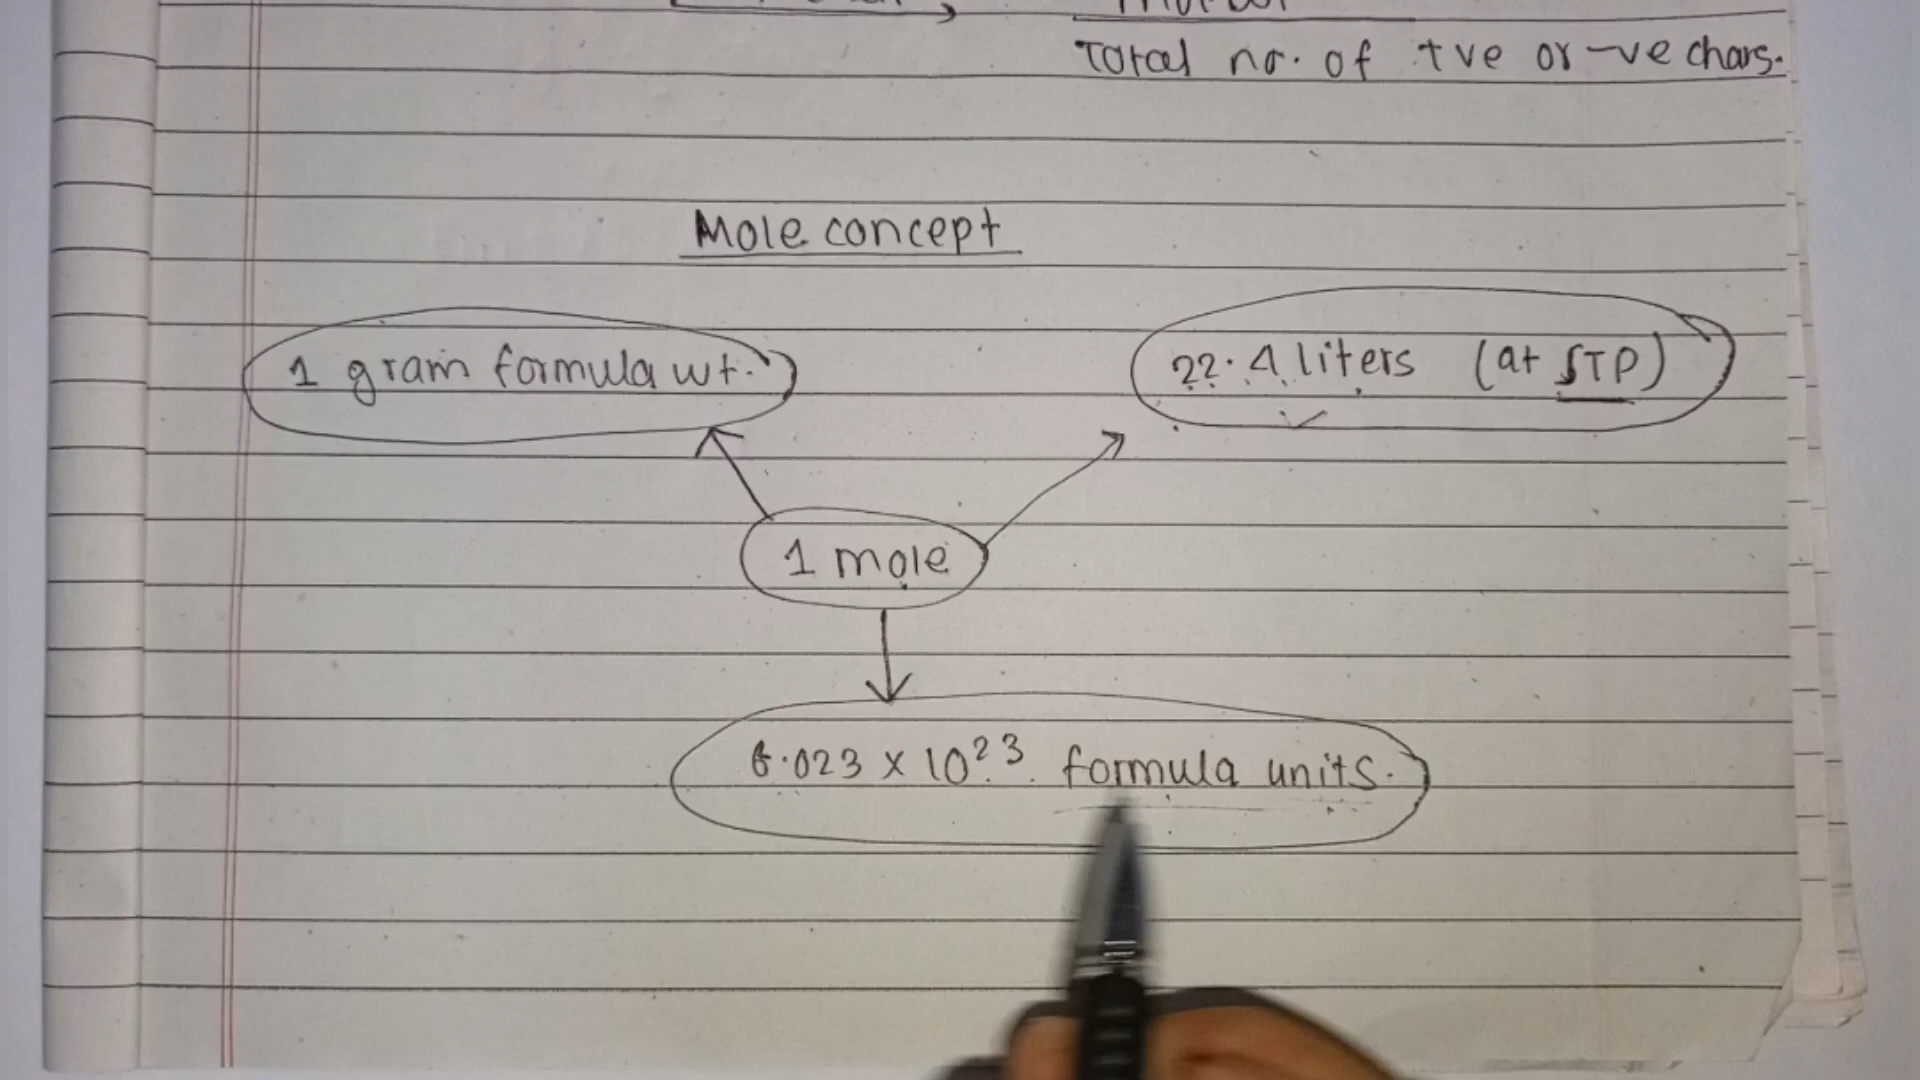 Total no. of +ve or -ve chars.
Mole concept
1 gram formula wt.
22.4 liters (at STP)
1 mole
6.023 x 10²³ formula units.